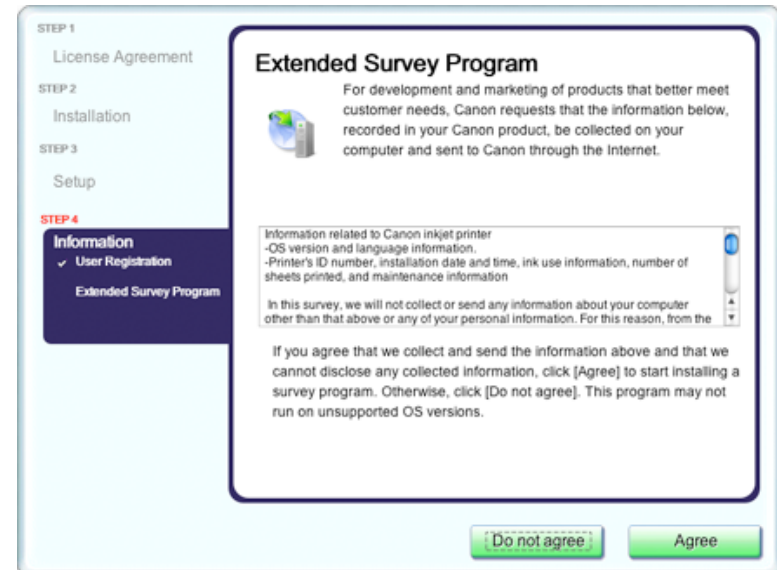 STEP 1
License Agreement
STEP 2
Installation
STEP 3
Setup
STEP 4
Information
User Registration
Extended Survey Program
Extended Survey Program
For development and marketing of products that better meet
customer needs, Canon requests that the information below,
recorded in your Canon product, be collected on your
computer and sent to Canon through the Internet.
Information related to Canon inkjet printer
-OS version and language information.
-Printer's ID number, installation date and time, ink use information, number of
sheets printed, and maintenance information
In this survey, we will not collect or send any information about your computer
other than that above or any of your personal information. For this reason, from the
If you agree that we collect and send the information above and that we
cannot disclose any collected information, click [Agree] to start installing a
survey program. Otherwise, click [Do not agree]. This program may not
run on unsupported OS versions.
Do not agree
Agree